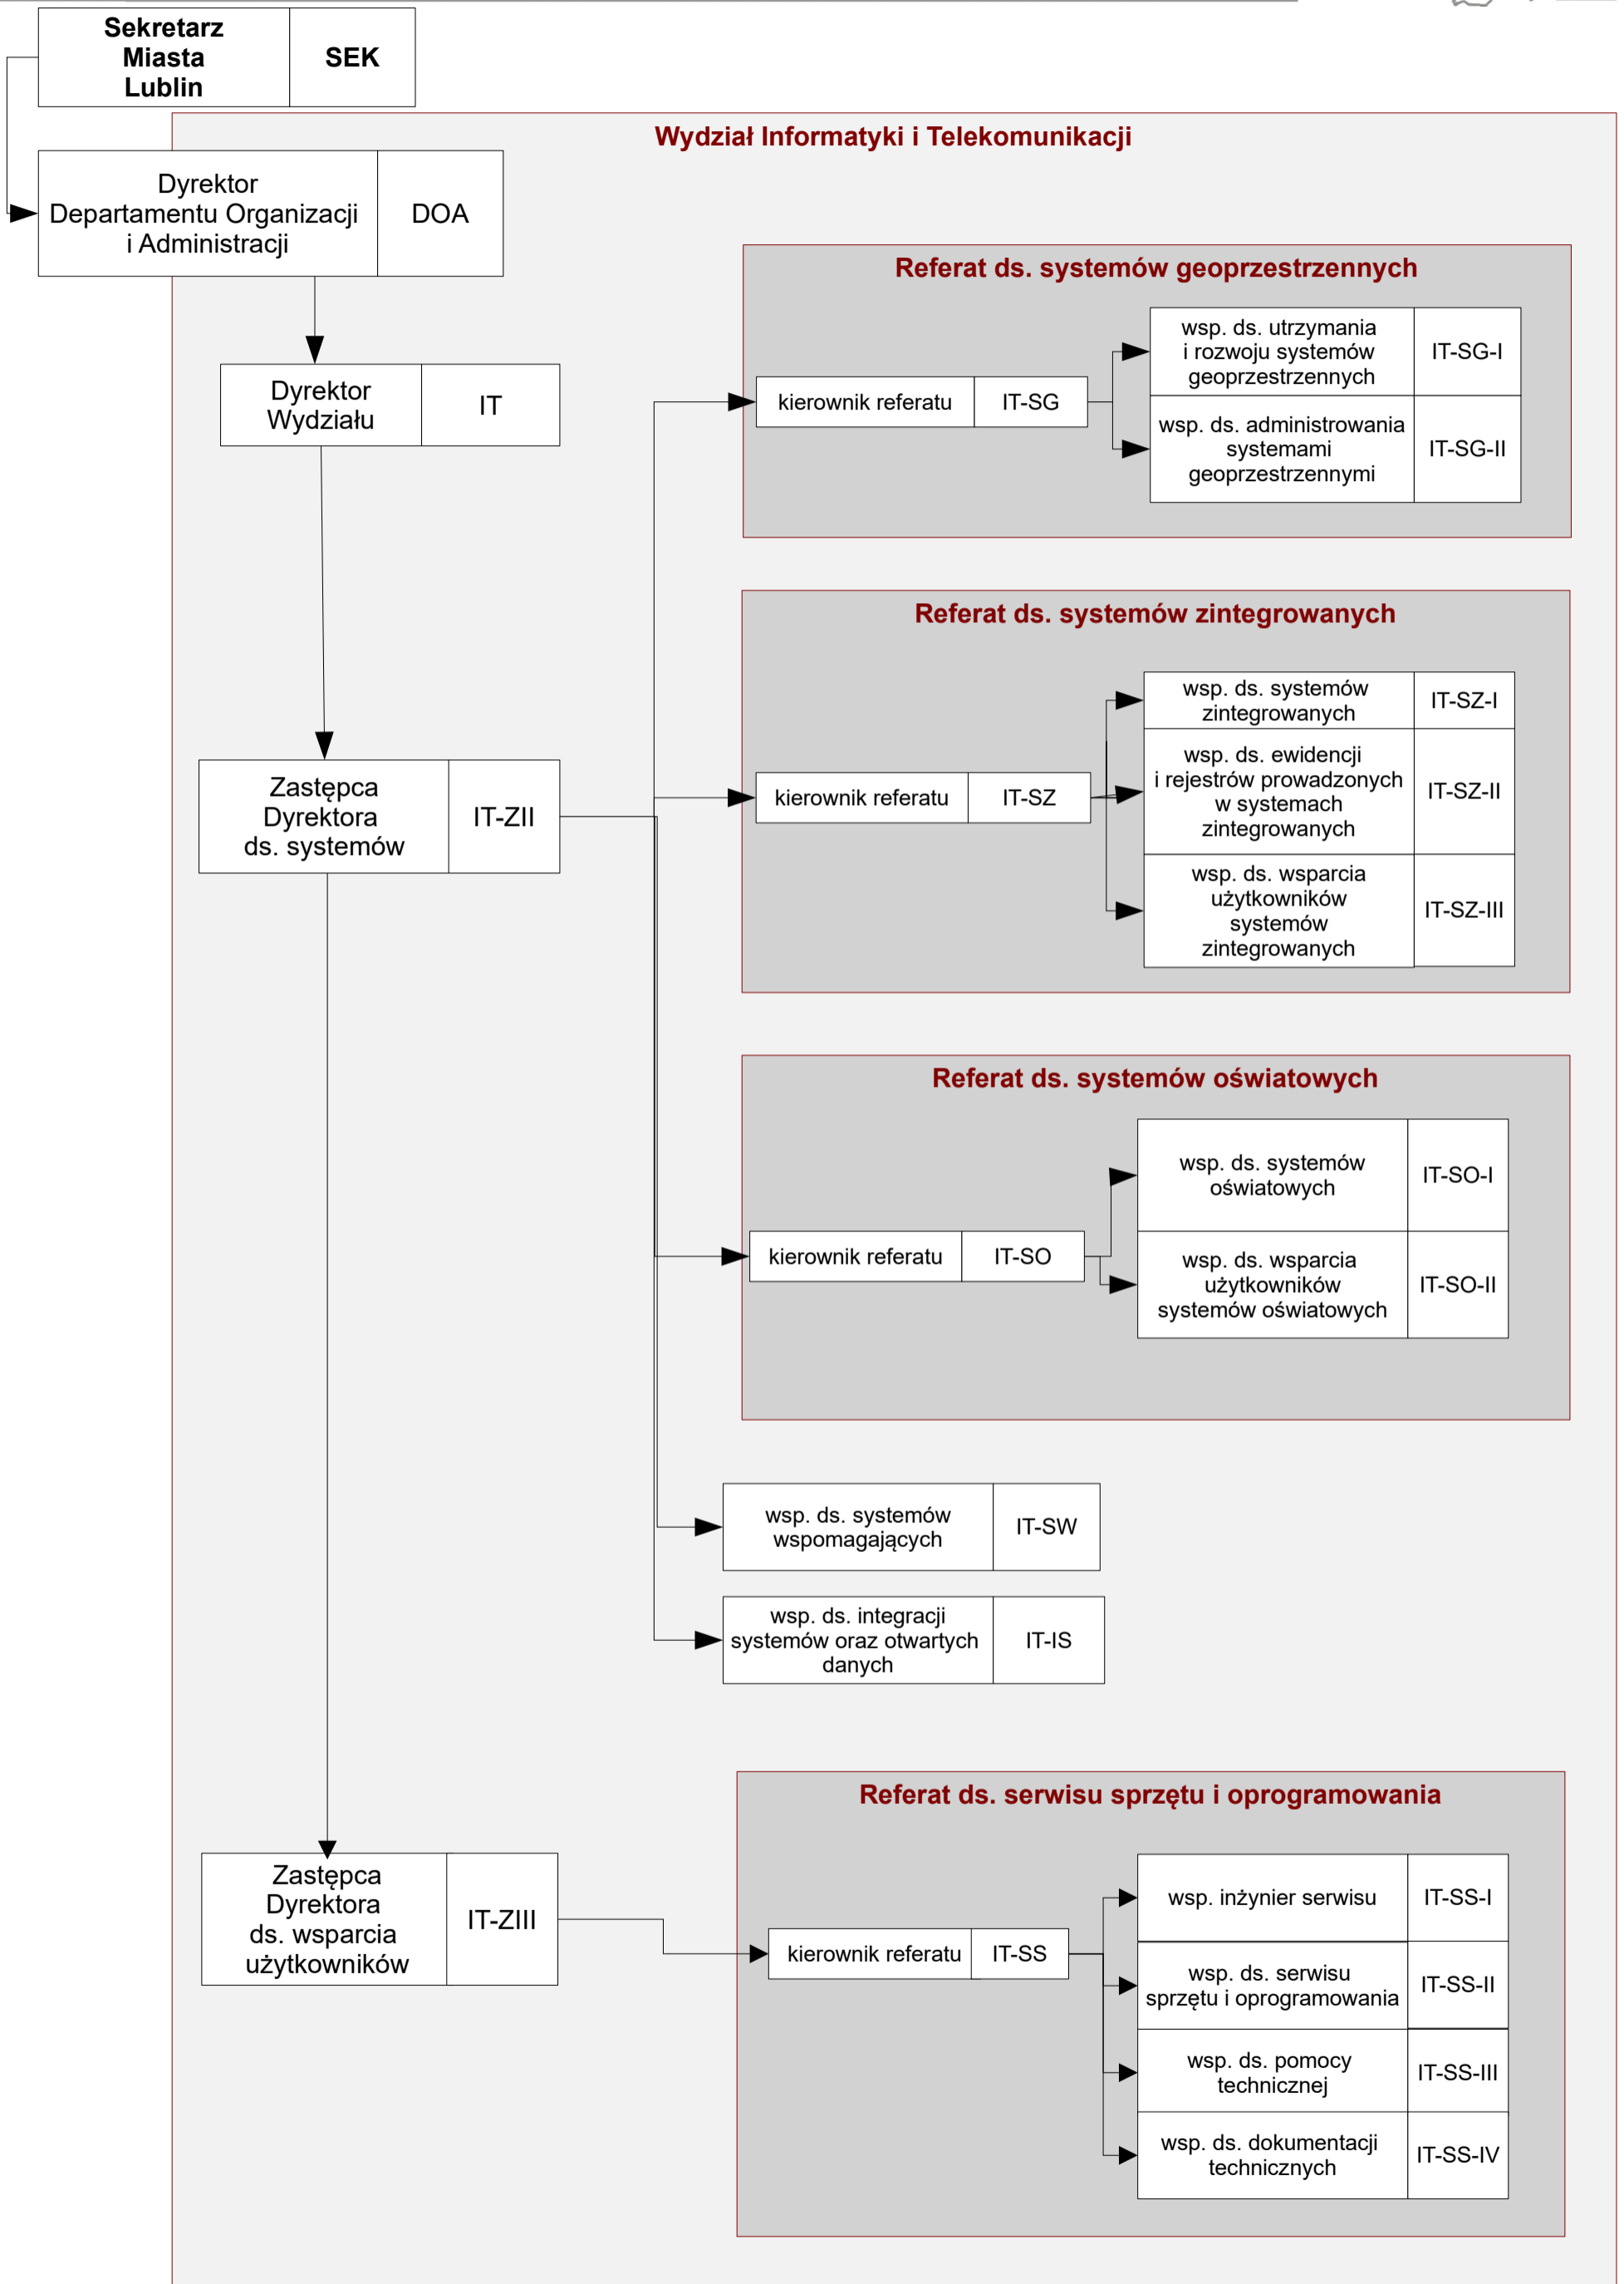 Sekretarz
Miasta
Lublin
SEK
Wydział Informatyki i Telekomunikacji
Dyrektor
Departamentu Organizacji
i Administracji
DOA
Dyrektor
Wydziału
IT
Referat ds. systemów geoprzestrzennych
kierownik referatu
IT-SG
wsp. ds. utrzymania
i rozwoju systemów
geoprzestrzennych
IT-SG-I
wsp. ds. administrowania
systemami
geoprzestrzennymi
IT-SG-II
Zastępca
Dyrektora
ds. systemów
IT-ZII
Referat ds. systemów zintegrowanych
kierownik referatu
IT-SZ
wsp. ds. systemów
zintegrowanych
IT-SZ-I
wsp. ds. ewidencji
i rejestrów prowadzonych
w systemach
zintegrowanych
IT-SZ-II
wsp. ds. wsparcia
użytkowników
systemów
zintegrowanych
IT-SZ-III
Referat ds. systemów oświatowych
kierownik referatu
IT-SO
wsp. ds. systemów
oświatowych
IT-SO-I
wsp. ds. wsparcia
użytkowników
systemów oświatowych
IT-SO-II
wsp. ds. systemów
wspomagających
IT-SW
wsp. ds. integracji
systemów oraz otwartych
danych
IT-IS
Zastępca
Dyrektora
ds. wsparcia
użytkowników
IT-ZIII
Referat ds. serwisu sprzętu i oprogramowania
kierownik referatu
IT-SS
wsp. inżynier serwisu
IT-SS-I
wsp. ds. serwisu
sprzętu i oprogramowania
IT-SS-II
wsp. ds. pomocy
technicznej
IT-SS-III
wsp. ds. dokumentacji
technicznych
IT-SS-IV